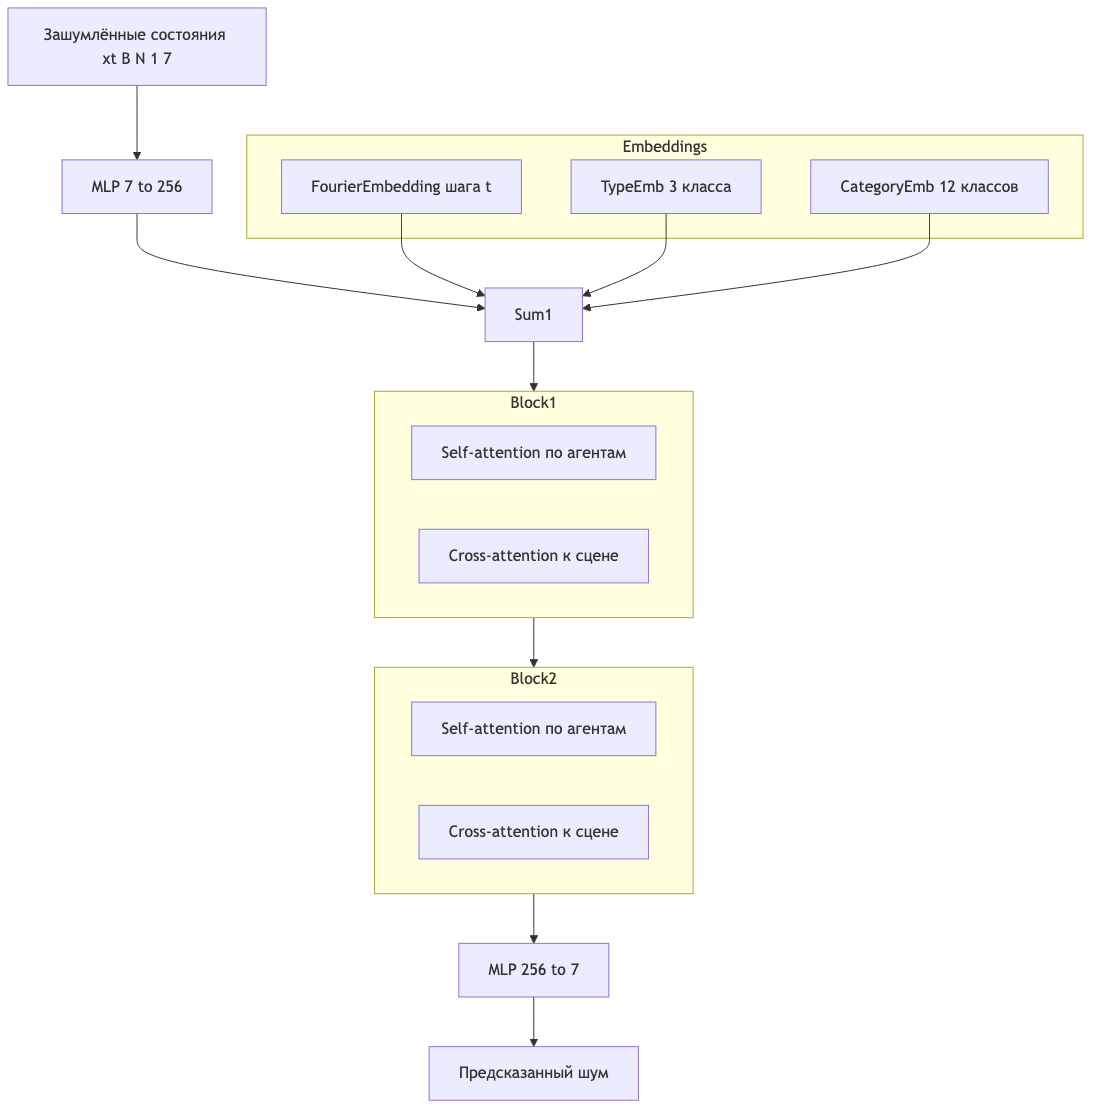 Зашумлённые состояния
xt B N 1 7
MLP 7 to 256
Embeddings
FourierEmbedding шага t
TypeEmb 3 класса
CategoryEmb 12 классов
Sum1
Block1
Self-attention по агентам
Cross-attention к сцене
Block2
Self-attention по агентам
Cross-attention к сцене
MLP 256 to 7
Предсказанный шум